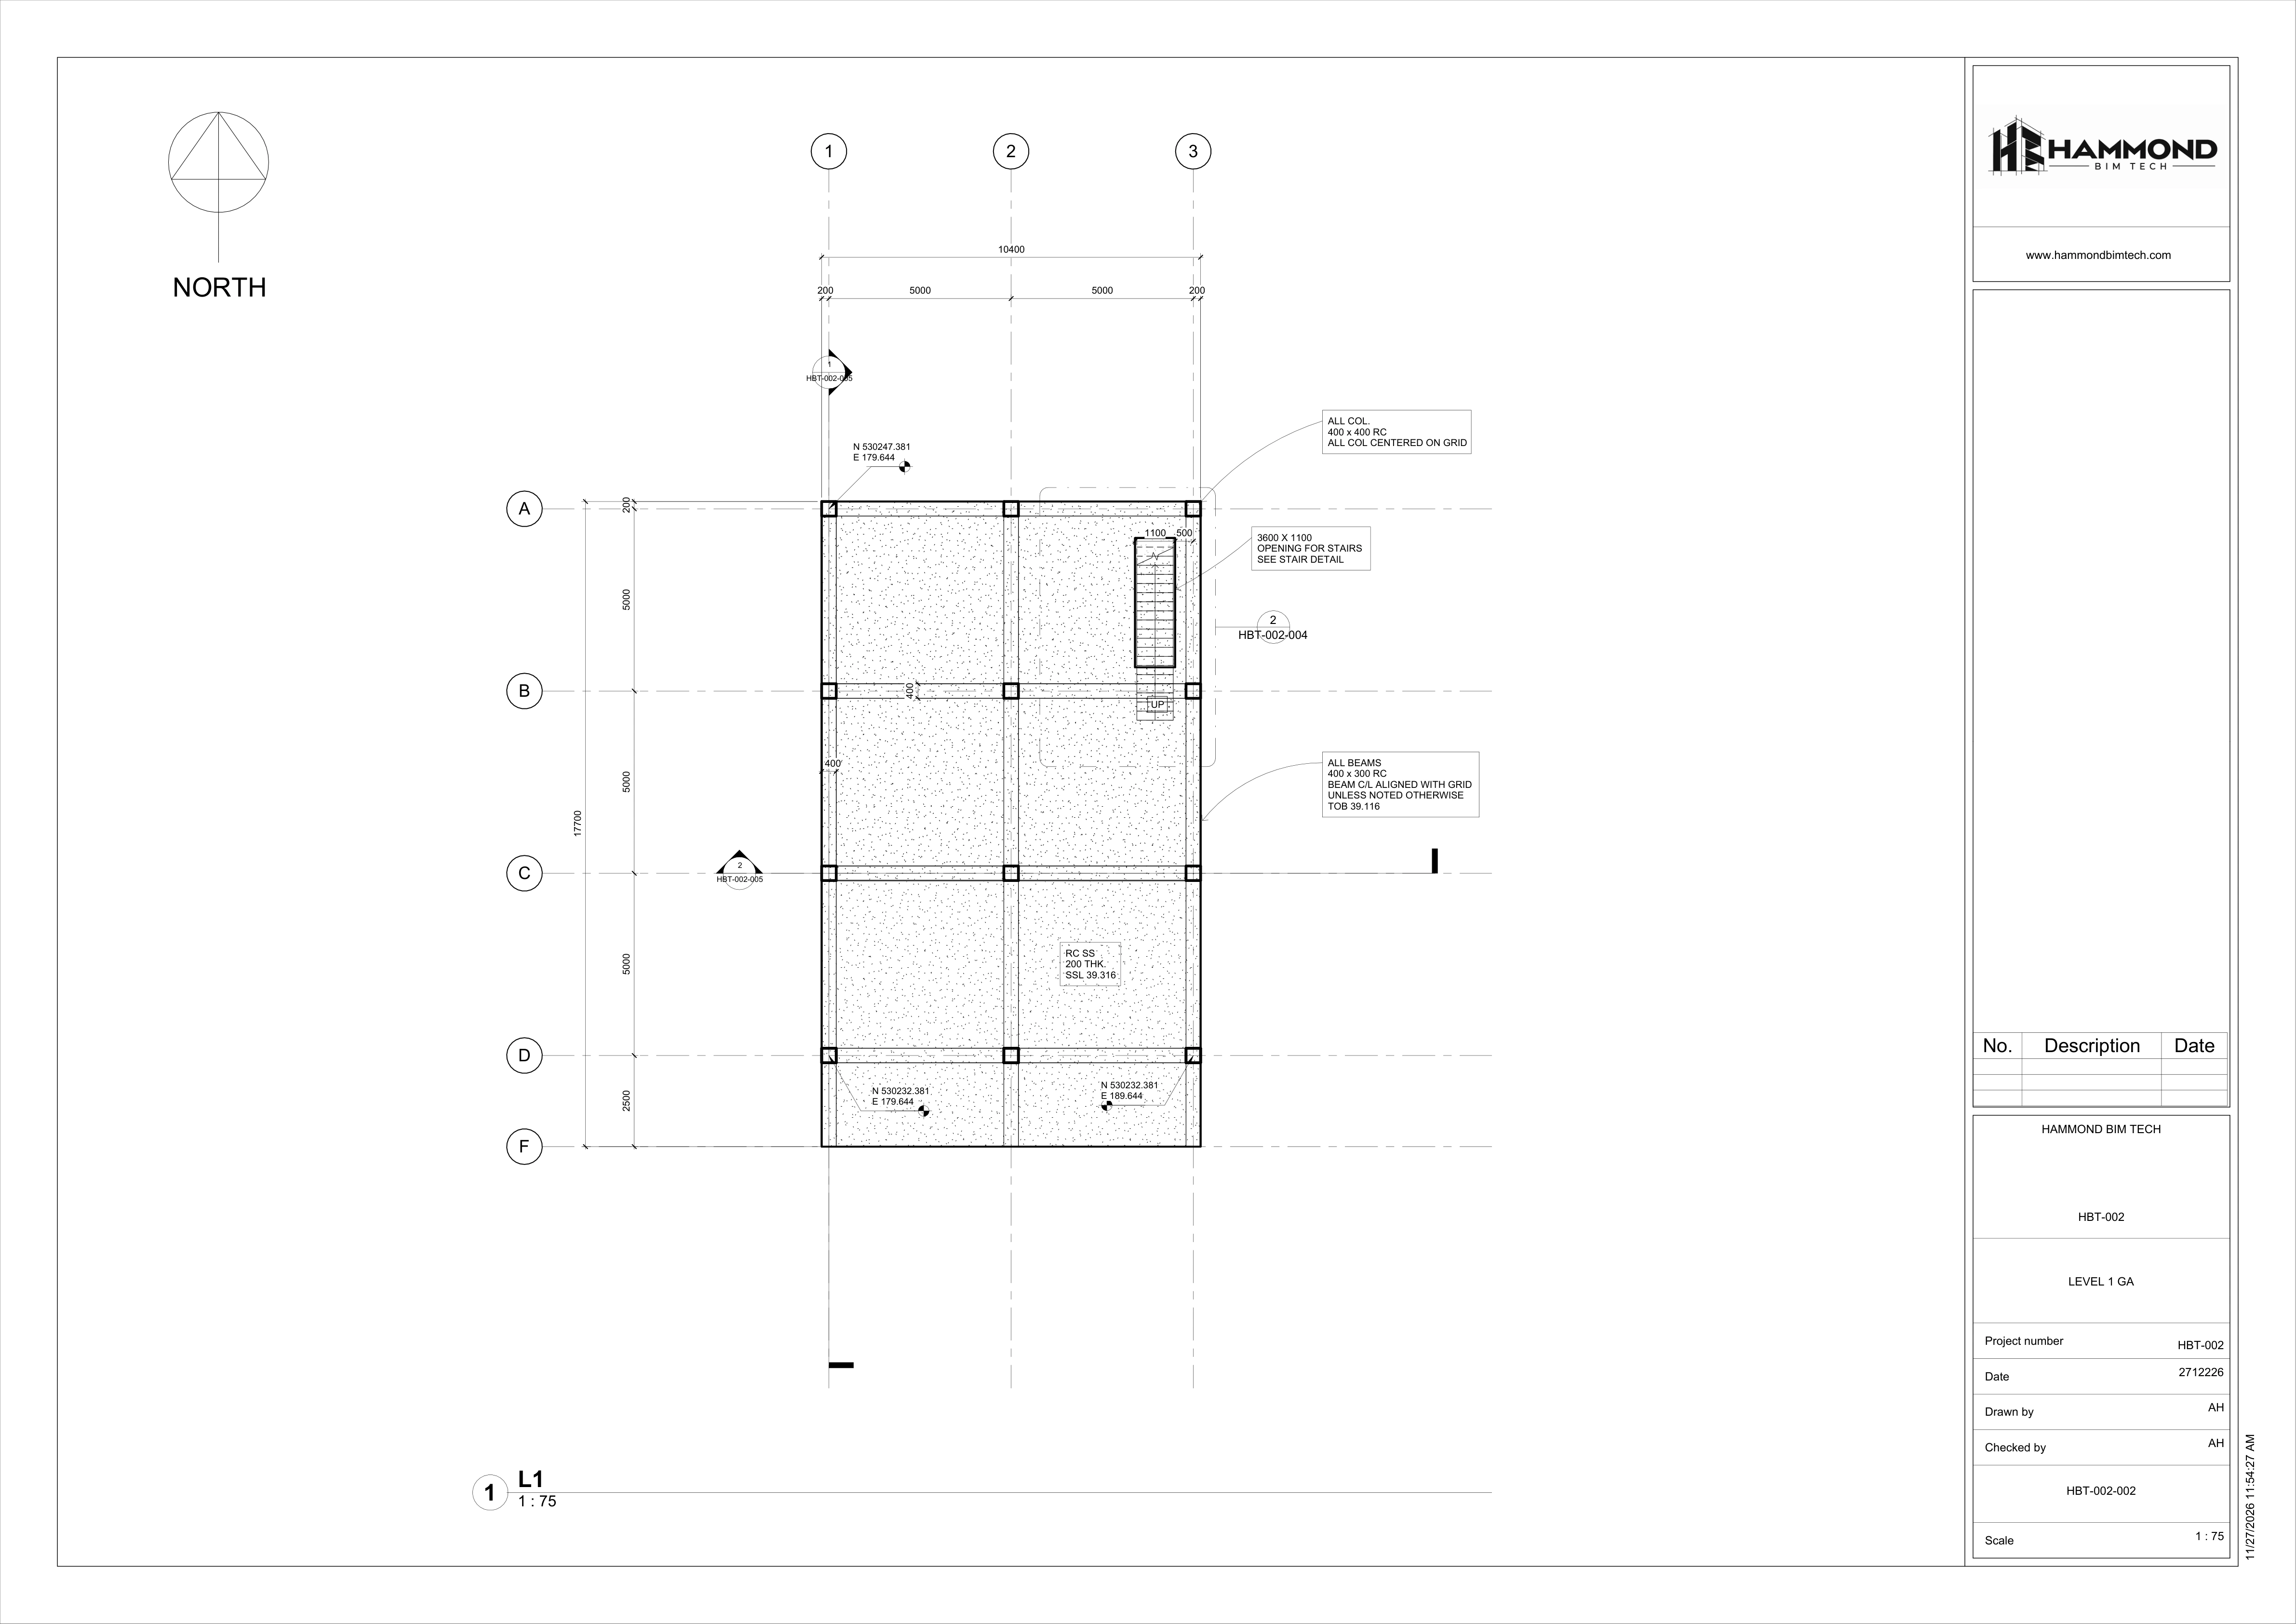 NORTH
1
2
3
10400
200
5000
5000
200
1
HBT-002-005
N 530247.381
E 179.644
ALL COL.
400 x 400 RC
ALL COL CENTERED ON GRID
A
200
1100
500
3600 X 1100
OPENING FOR STAIRS
SEE STAIR DETAIL
5000
2
HBT-002-004
B
400
UP
400
5000
ALL BEAMS
400 x 300 RC
BEAM C/L ALIGNED WITH GRID
UNLESS NOTED OTHERWISE
TOB 39.116
17700
C
2
HBT-002-005
RC SS
200 THK.
SSL 39.316
5000
D
N 530232.381
E 179.644
N 530232.381
E 189.644
2500
F
1
L1
1 : 75
HAMMOND
BIM TECH
www.hammondbimtech.com
No. Description Date
HAMMOND BIM TECH
HBT-002
LEVEL 1 GA
Project number HBT-002
Date 2712226
Drawn by AH
Checked by AH
HBT-002-002
Scale 1 : 75
11/27/2026 11:54:27 AM